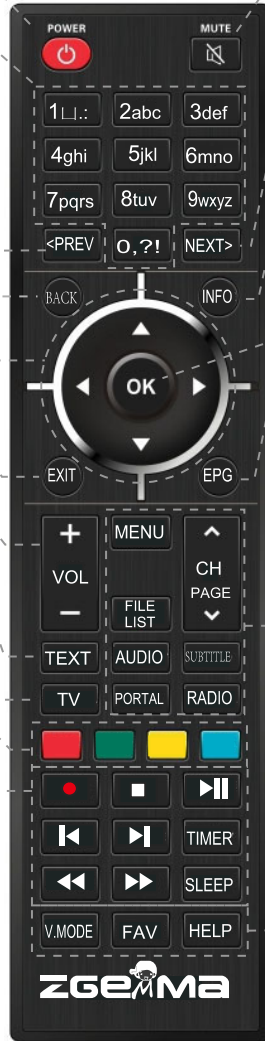 POWER MUTE
1⎵.: 2abc 3def
4ghi 5jkl 6mno
7pqrs 8tuv 9wxyz
<PREV 0,?! NEXT>
BACK INFO
OK
EXIT EPG
+ MENU
VOL CH
PAGE
− FILE
LIST
TEXT AUDIO SUBTITLE
TV PORTAL RADIO
TIMER
SLEEP
V.MODE FAV HELP
ZGEMMA